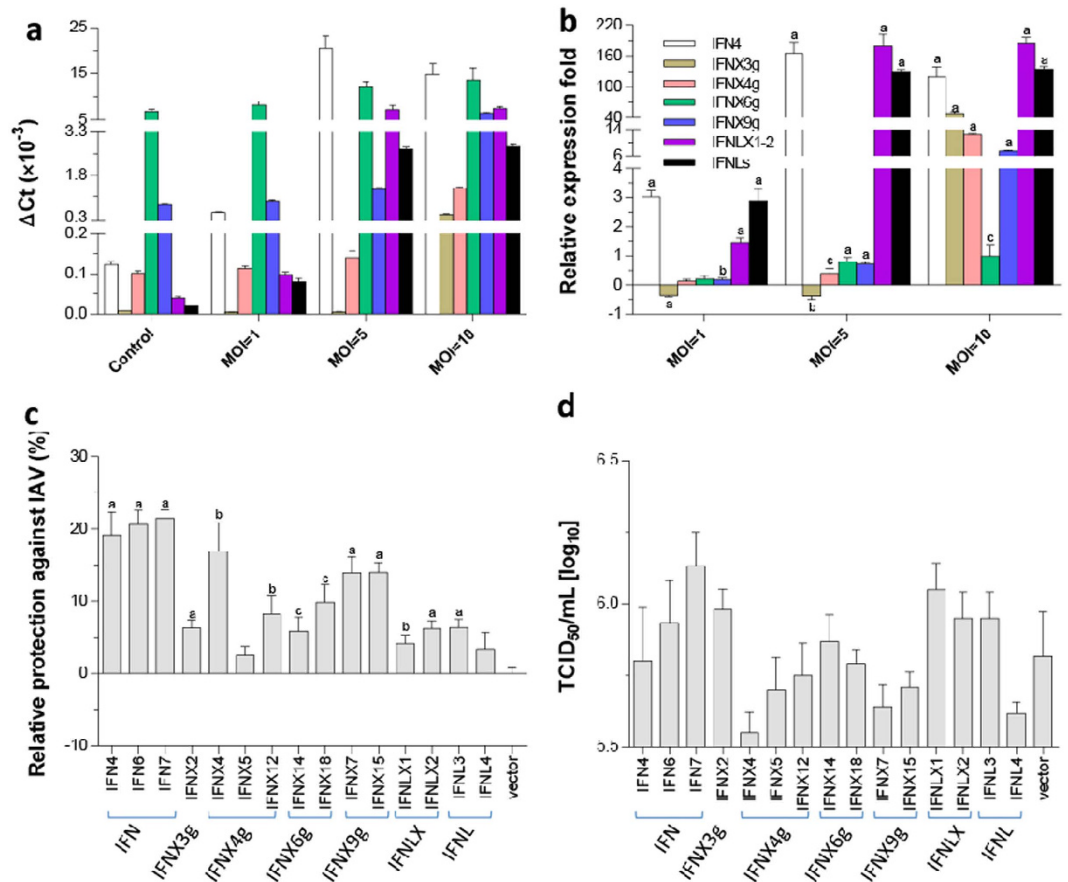 a
25
15
5
3.3
1.8
0.3
0.2
0.1
0.0
ΔCt (×10⁻³)
Control
MOI=1
MOI=5
MOI=10
b
220
160
100
40
14
6
3
2
1
0
-1
Relative expression fold
IFN4
IFNX3g
IFNX4g
IFNX6g
IFNX9g
IFNLX1-2
IFNLs
a a a b a a
a b c a a a a
a a a c a a a
MOI=1
MOI=5
MOI=10
c
30
20
10
0
-10
Relative protection against IAV (%)
a a a a b b c c a a b a a
IFN4
IFN6
IFN7
IFNX2
IFNX4
IFNX5
IFNX12
IFNX14
IFNX18
IFNX7
IFNX15
IFNLX1
IFNLX2
IFNL3
IFNL4
vector
IFN
IFNX3g
IFNX4g
IFNX6g
IFNX9g
IFNLX
IFNL
d
6.5
6.0
5.5
TCID₅₀/mL [log₁₀]
IFN4
IFN6
IFN7
IFNX2
IFNX4
IFNX5
IFNX12
IFNX14
IFNX18
IFNX7
IFNX15
IFNLX1
IFNLX2
IFNL3
IFNL4
vector
IFN
IFNX3g
IFNX4g
IFNX6g
IFNX9g
IFNLX
IFNL